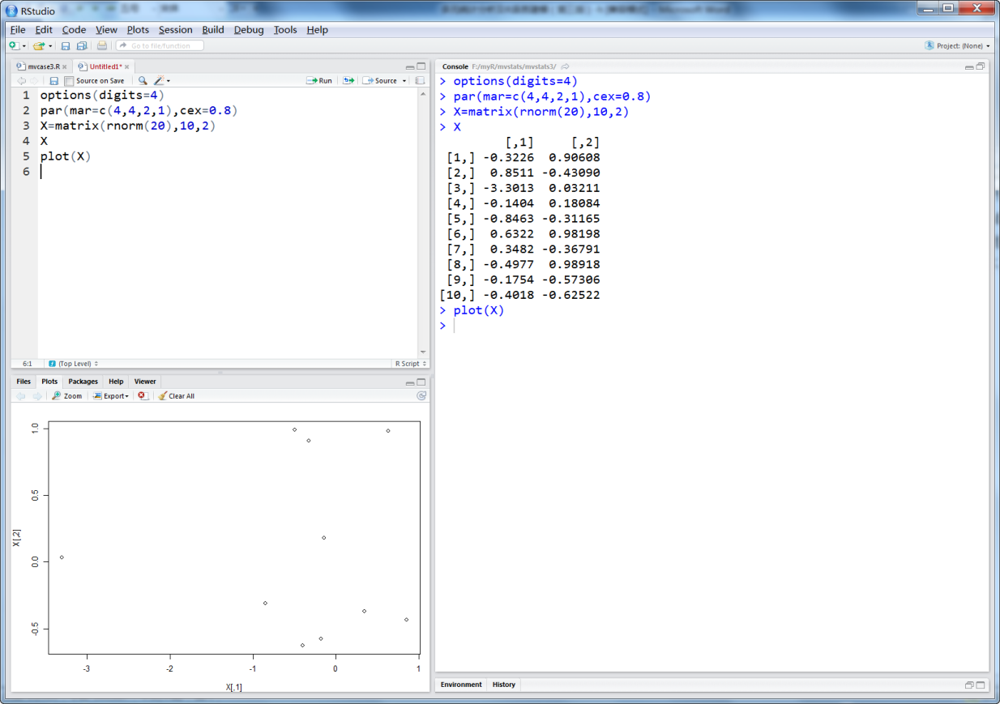 RStudio
File Edit Code View Plots Session Build Debug Tools Help
Go to file/function
Project: (None)
mvcase3.R
Untitled1*
Source on Save
Run
Source
1 options(digits=4)
2 par(mar=c(4,4,2,1),cex=0.8)
3 X=matrix(rnorm(20),10,2)
4 X
5 plot(X)
6
6:1 (Top Level) R Script
Files Plots Packages Help Viewer
Zoom Export Clear All
1.0
0.5
0.0
-0.5
X[,2]
-3 -2 -1 0 1
X[,1]
Console F:/myR/mvstats/mvstats3/
> options(digits=4)
> par(mar=c(4,4,2,1),cex=0.8)
> X=matrix(rnorm(20),10,2)
> X
[,1] [,2]
[1,] -0.3226 0.90608
[2,] 0.8511 -0.43090
[3,] -3.3013 0.03211
[4,] -0.1404 0.18084
[5,] -0.8463 -0.31165
[6,] 0.6322 0.98198
[7,] 0.3482 -0.36791
[8,] -0.4977 0.98918
[9,] -0.1754 -0.57306
[10,] -0.4018 -0.62522
> plot(X)
>
Environment History